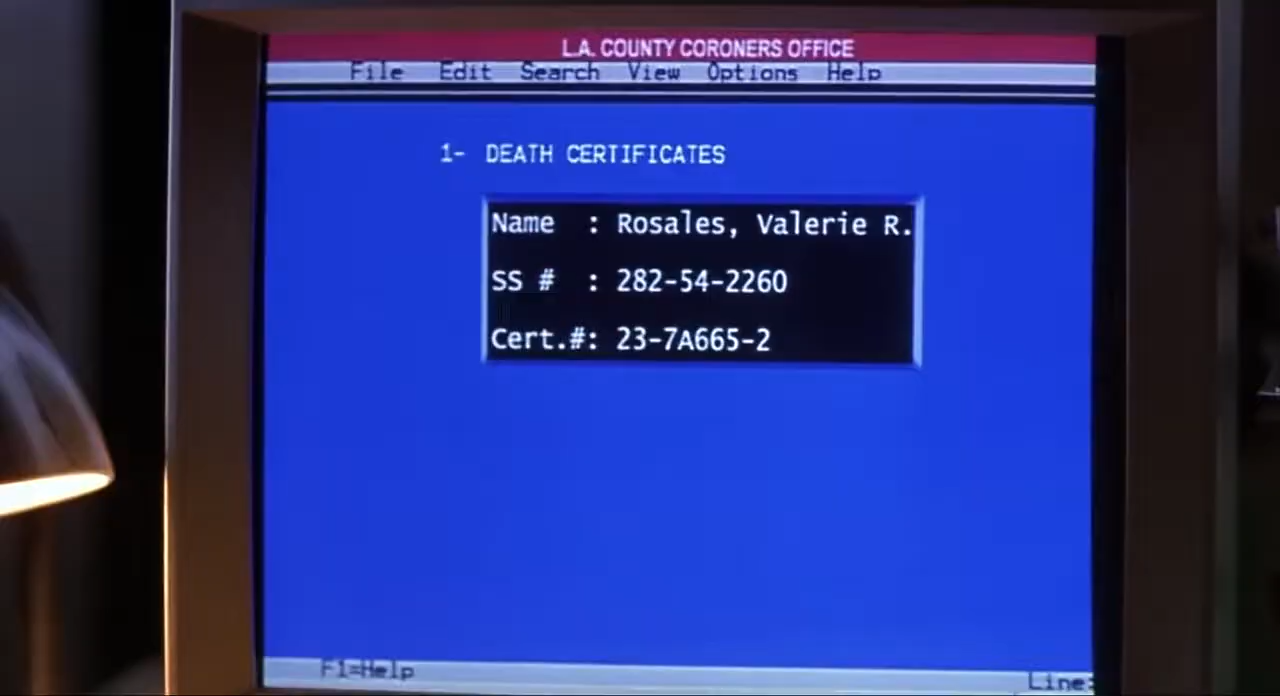 L.A. COUNTY CORONERS OFFICE
File Edit Search View Options Help
1- DEATH CERTIFICATES
Name : Rosales, Valerie R.
SS # : 282-54-2260
Cert.#: 23-7A665-2
F1=Help
Line: